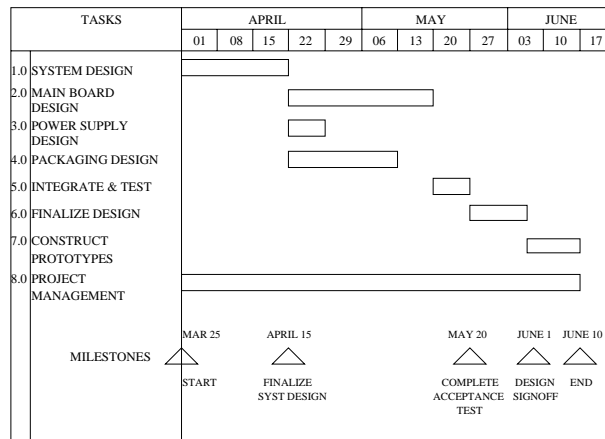 TASKS
APRIL MAY JUNE
01 08 15 22 29 06 13 20 27 03 10 17
1.0 SYSTEM DESIGN
2.0 MAIN BOARD
DESIGN
3.0 POWER SUPPLY
DESIGN
4.0 PACKAGING DESIGN
5.0 INTEGRATE & TEST
6.0 FINALIZE DESIGN
7.0 CONSTRUCT
PROTOTYPES
8.0 PROJECT
MANAGEMENT
MAR 25 APRIL 15 MAY 20 JUNE 1 JUNE 10
MILESTONES
START FINALIZE COMPLETE DESIGN END
SYST DESIGN ACCEPTANCE SIGNOFF
TEST